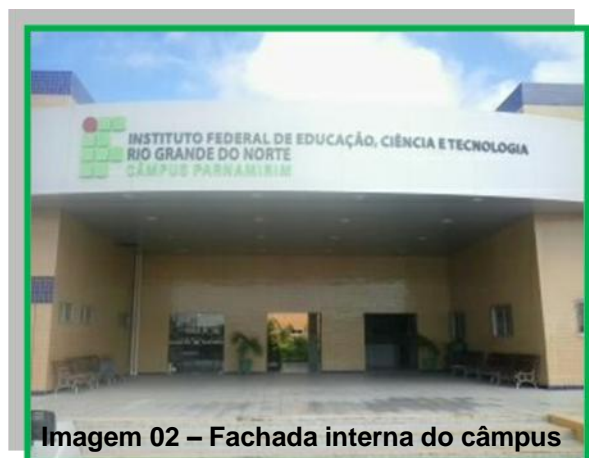 INSTITUTO FEDERAL DE EDUCAÇÃO, CIÊNCIA E TECNOLOGIA
RIO GRANDE DO NORTE
CÂMPUS PARNAMIRIM
Imagem 02 – Fachada interna do câmpus